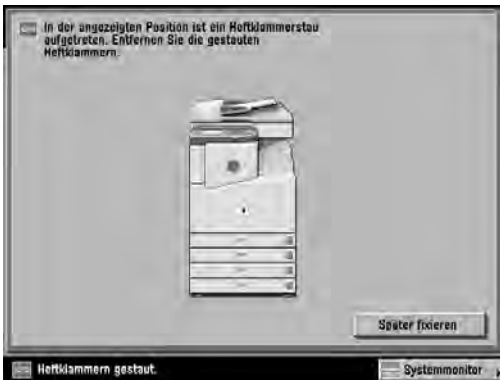 In der angezeigten Position ist ein Heftklammerstau
aufgetreten. Entfernen Sie die gestauten
Heftklammern.
Später fixieren
Heftklammern gestaut.
Systemmonitor